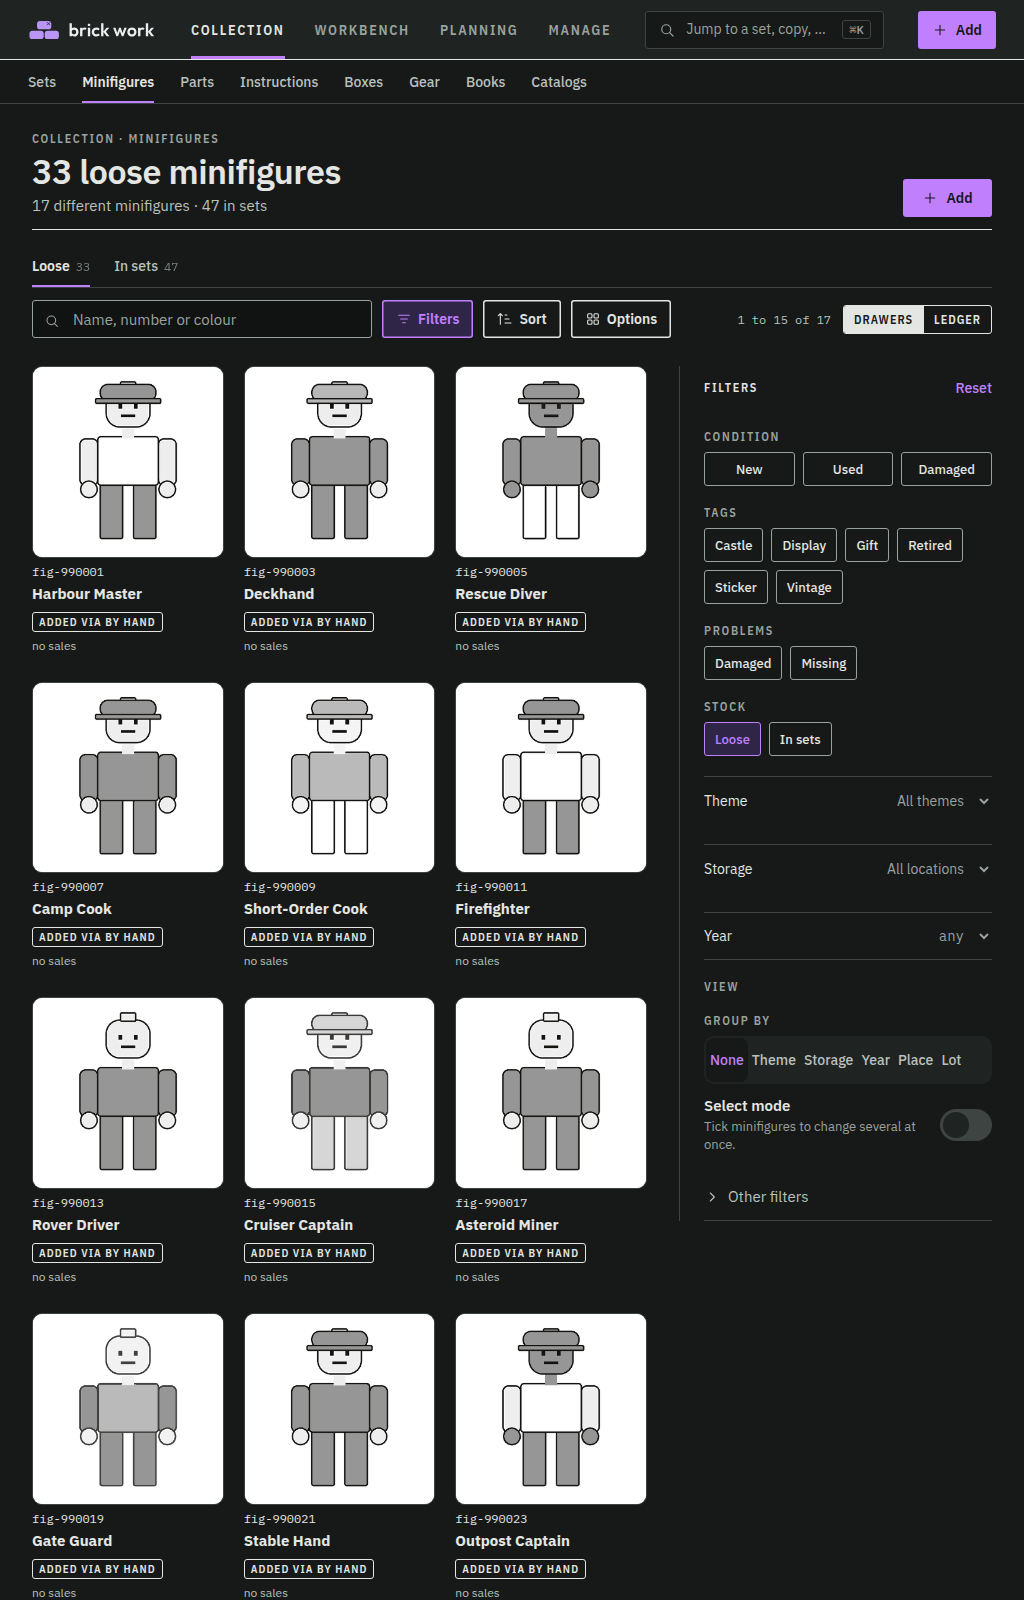 brick work
COLLECTION WORKBENCH PLANNING MANAGE
Jump to a set, copy, ... ⌘K
+ Add
Sets Minifigures Parts Instructions Boxes Gear Books Catalogs
COLLECTION · MINIFIGURES
33 loose minifigures
17 different minifigures · 47 in sets
+ Add
Loose 33 In sets 47
Name, number or colour
Filters Sort Options
1 to 15 of 17 DRAWERS LEDGER
fig-990001 fig-990003 fig-990005
Harbour Master Deckhand Rescue Diver
ADDED VIA BY HAND ADDED VIA BY HAND ADDED VIA BY HAND
no sales no sales no sales
fig-990007 fig-990009 fig-990011
Camp Cook Short-Order Cook Firefighter
ADDED VIA BY HAND ADDED VIA BY HAND ADDED VIA BY HAND
no sales no sales no sales
fig-990013 fig-990015 fig-990017
Rover Driver Cruiser Captain Asteroid Miner
ADDED VIA BY HAND ADDED VIA BY HAND ADDED VIA BY HAND
no sales no sales no sales
fig-990019 fig-990021 fig-990023
Gate Guard Stable Hand Outpost Captain
ADDED VIA BY HAND ADDED VIA BY HAND ADDED VIA BY HAND
no sales no sales no sales
FILTERS Reset
CONDITION
New Used Damaged
TAGS
Castle Display Gift Retired
Sticker Vintage
PROBLEMS
Damaged Missing
STOCK
Loose In sets
Theme All themes
Storage All locations
Year any
VIEW
GROUP BY
None Theme Storage Year Place Lot
Select mode
Tick minifigures to change several at
once.
Other filters